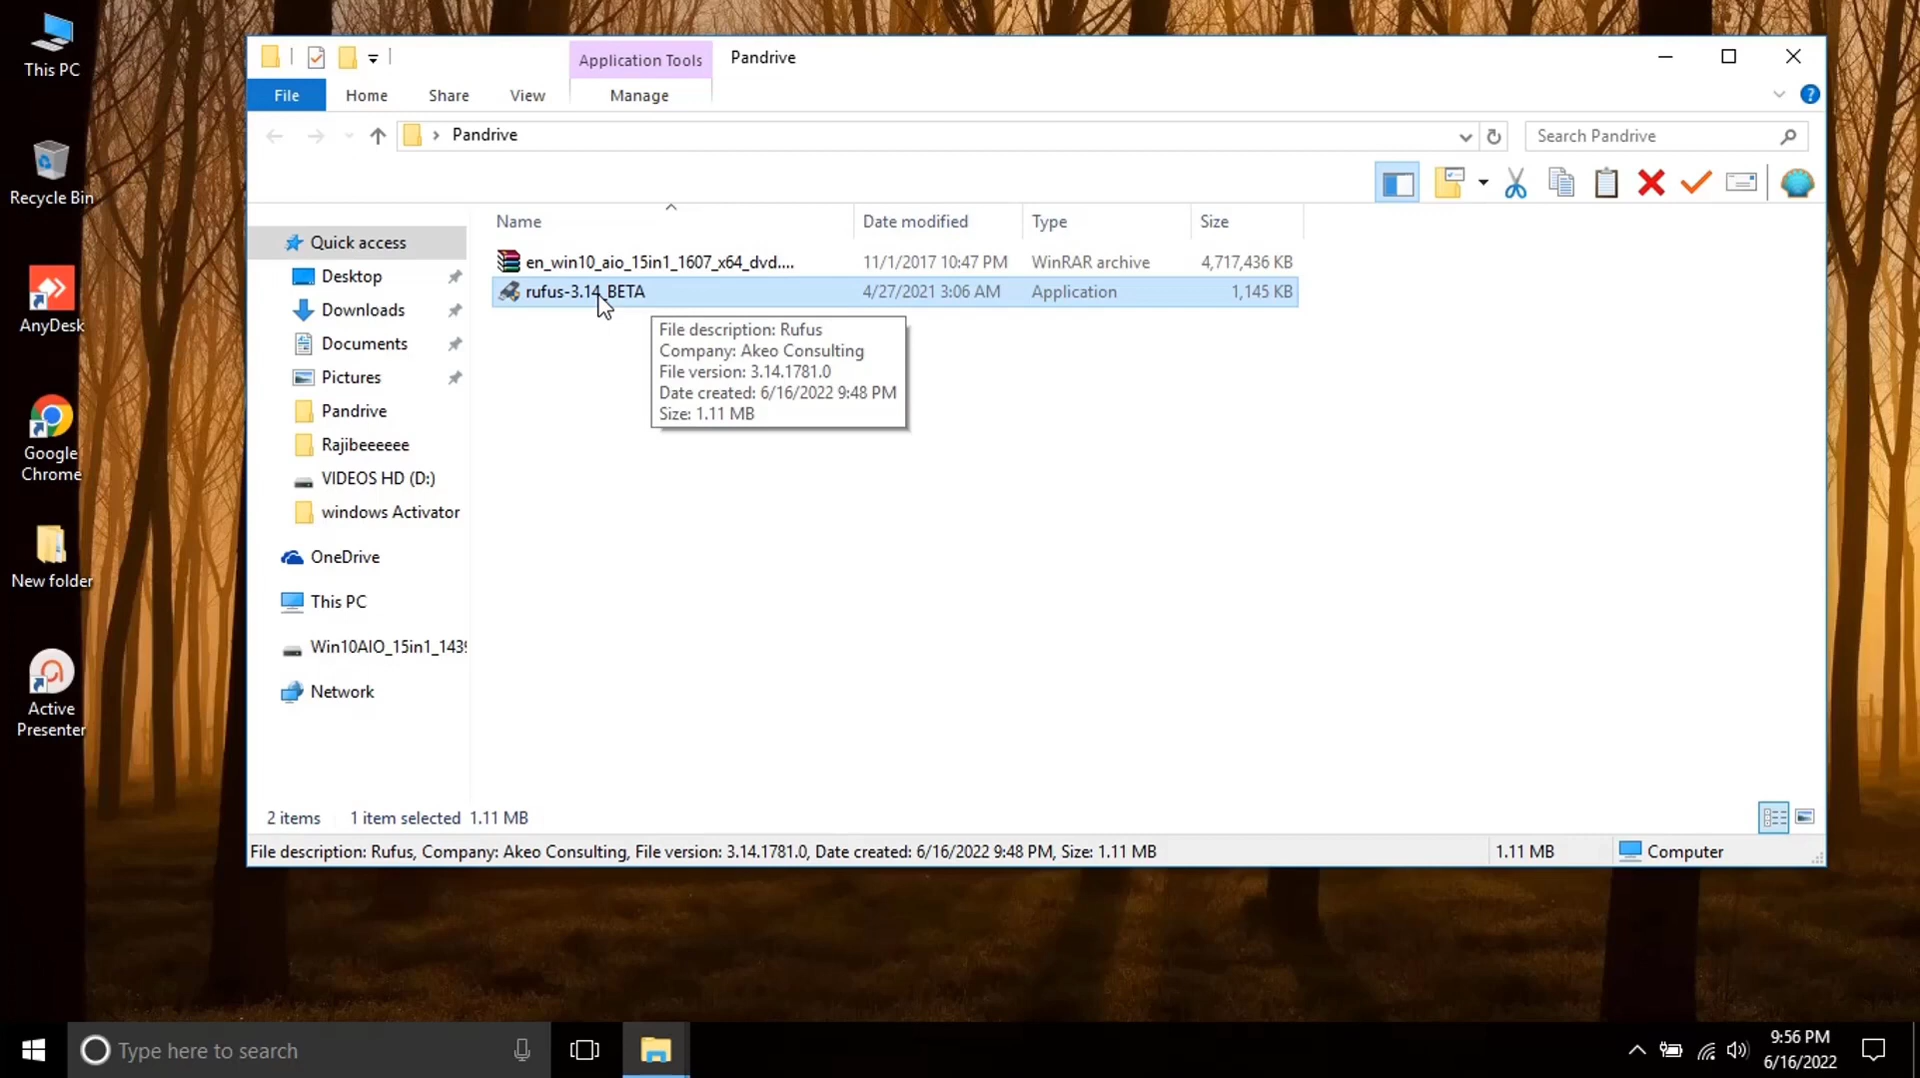 This PC
Recycle Bin
AnyDesk
Google
Chrome
New folder
Active
Presenter
Application Tools
Pandrive
File
Home
Share
View
Manage
Pandrive
Search Pandrive
Name
Date modified
Type
Size
en_win10_aio_15in1_1607_x64_dvd....
11/1/2017 10:47 PM
WinRAR archive
4,717,436 KB
rufus-3.14_BETA
4/27/2021 3:06 AM
Application
1,145 KB
File description: Rufus
Company: Akeo Consulting
File version: 3.14.1781.0
Date created: 6/16/2022 9:48 PM
Size: 1.11 MB
Quick access
Desktop
Downloads
Documents
Pictures
Pandrive
Rajibeeeeee
VIDEOS HD (D:)
windows Activator
OneDrive
This PC
Win10AIO_15in1_1439
Network
2 items
1 item selected 1.11 MB
File description: Rufus, Company: Akeo Consulting, File version: 3.14.1781.0, Date created: 6/16/2022 9:48 PM, Size: 1.11 MB
1.11 MB
Computer
Type here to search
9:56 PM
6/16/2022